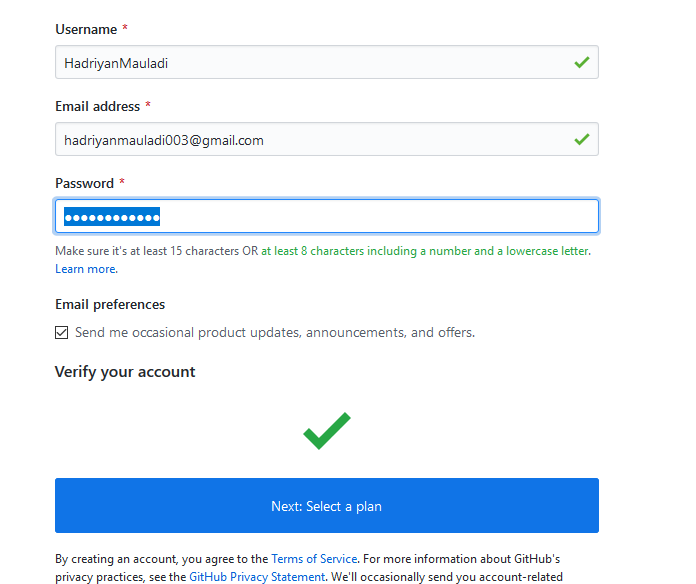 Username *
HadriyanMauladi
Email address *
hadriyanmauladi003@gmail.com
Password *
••••••••••••
Make sure it's at least 15 characters OR at least 8 characters including a number and a lowercase letter.
Learn more.
Email preferences
Send me occasional product updates, announcements, and offers.
Verify your account
Next: Select a plan
By creating an account, you agree to the Terms of Service. For more information about GitHub's
privacy practices, see the GitHub Privacy Statement. We'll occasionally send you account-related